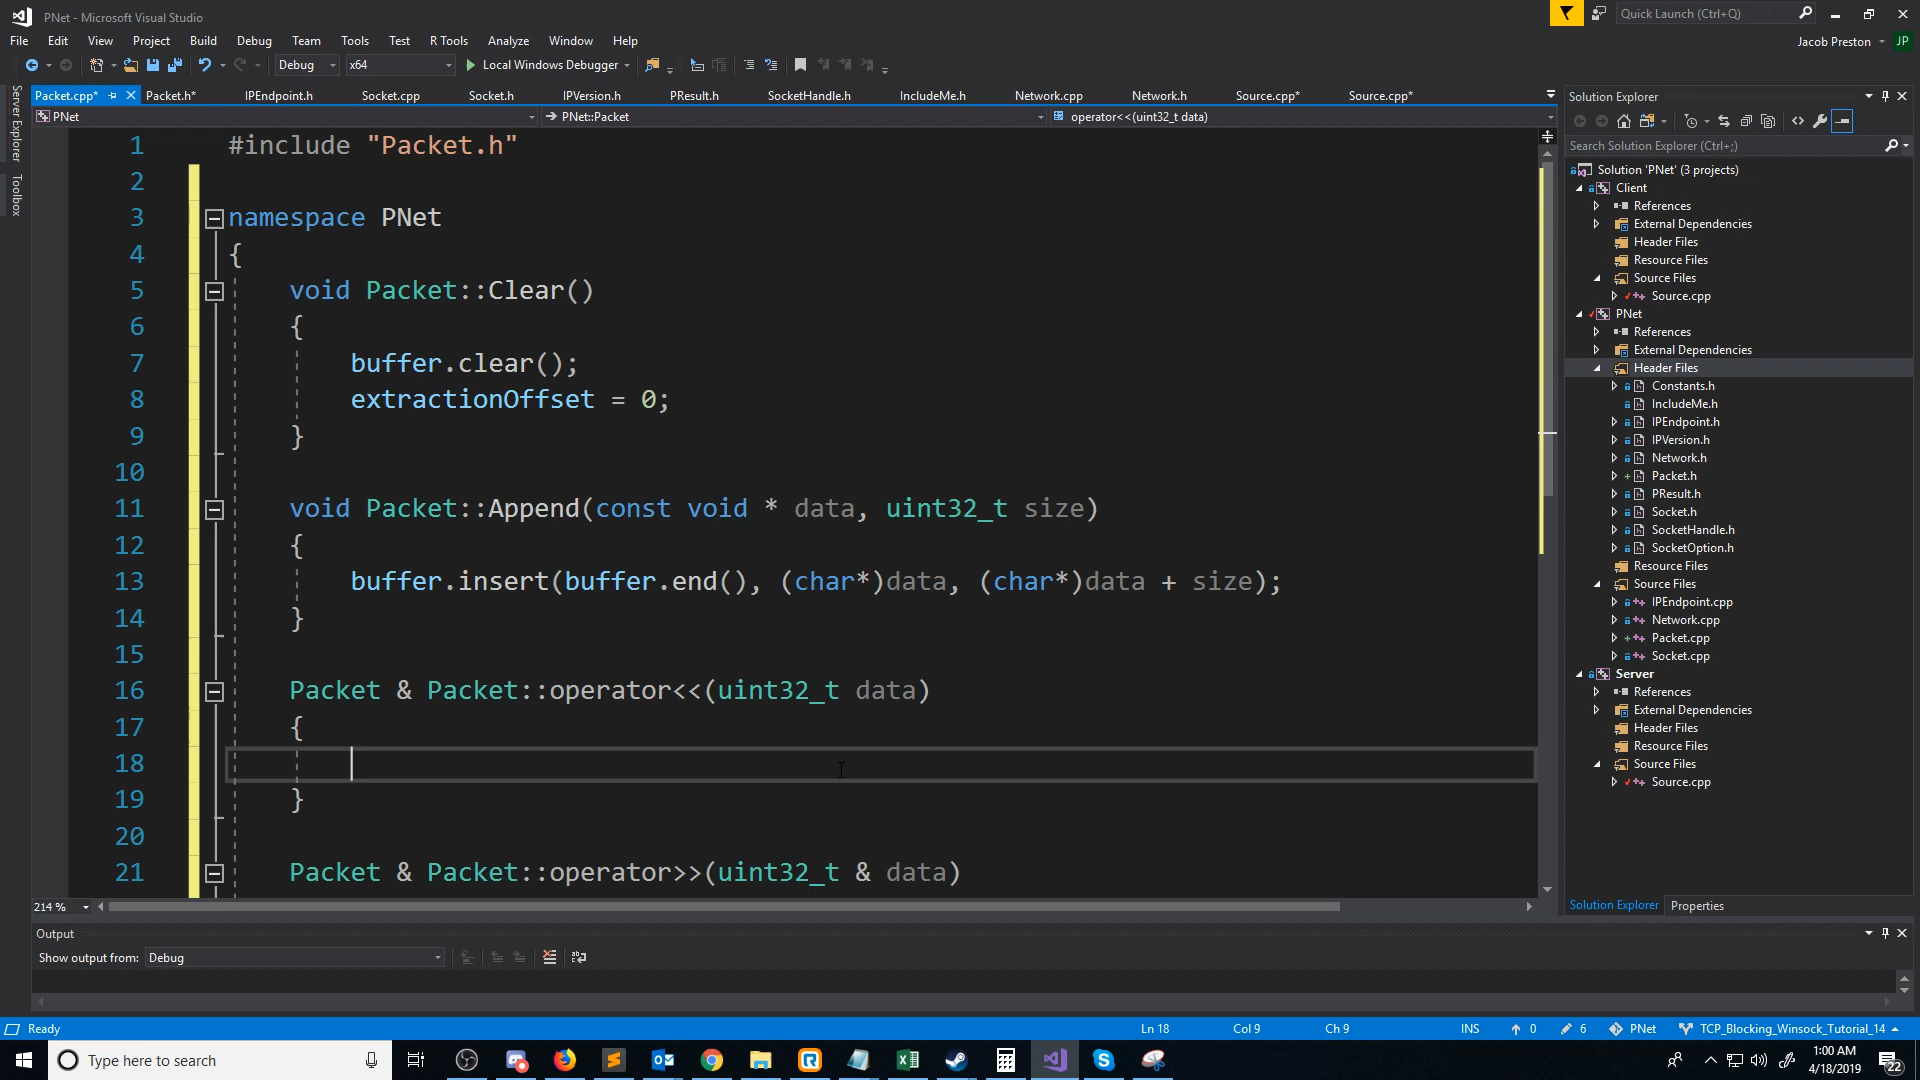 PNet - Microsoft Visual Studio
Quick Launch (Ctrl+Q)
File Edit View Project Build Debug Team Tools Test R Tools Analyze Window Help
Jacob Preston JP
Debug x64 Local Windows Debugger
Server Explorer
Toolbox
Packet.cpp* Packet.h* IPEndpoint.h Socket.cpp Socket.h IPVersion.h PResult.h SocketHandle.h IncludeMe.h Network.cpp Network.h Source.cpp* Source.cpp*
PNet PNet::Packet operator<<(uint32_t data)
1 #include "Packet.h"
2
3 namespace PNet
4 {
5 void Packet::Clear()
6 {
7 buffer.clear();
8 extractionOffset = 0;
9 }
10
11 void Packet::Append(const void * data, uint32_t size)
12 {
13 buffer.insert(buffer.end(), (char*)data, (char*)data + size);
14 }
15
16 Packet & Packet::operator<<(uint32_t data)
17 {
18
19 }
20
21 Packet & Packet::operator>>(uint32_t & data)
214 %
Solution Explorer
Search Solution Explorer (Ctrl+;)
Solution 'PNet' (3 projects)
Client
References
External Dependencies
Header Files
Resource Files
Source Files
Source.cpp
PNet
References
External Dependencies
Header Files
Constants.h
IncludeMe.h
IPEndpoint.h
IPVersion.h
Network.h
Packet.h
PResult.h
Socket.h
SocketHandle.h
SocketOption.h
Resource Files
Source Files
IPEndpoint.cpp
Network.cpp
Packet.cpp
Socket.cpp
Server
References
External Dependencies
Header Files
Resource Files
Source Files
Source.cpp
Solution Explorer Properties
Output
Show output from: Debug
Ready Ln 18 Col 9 Ch 9 INS 0 6 PNet TCP_Blocking_Winsock_Tutorial_14
Type here to search
1:00 AM
4/18/2019
22